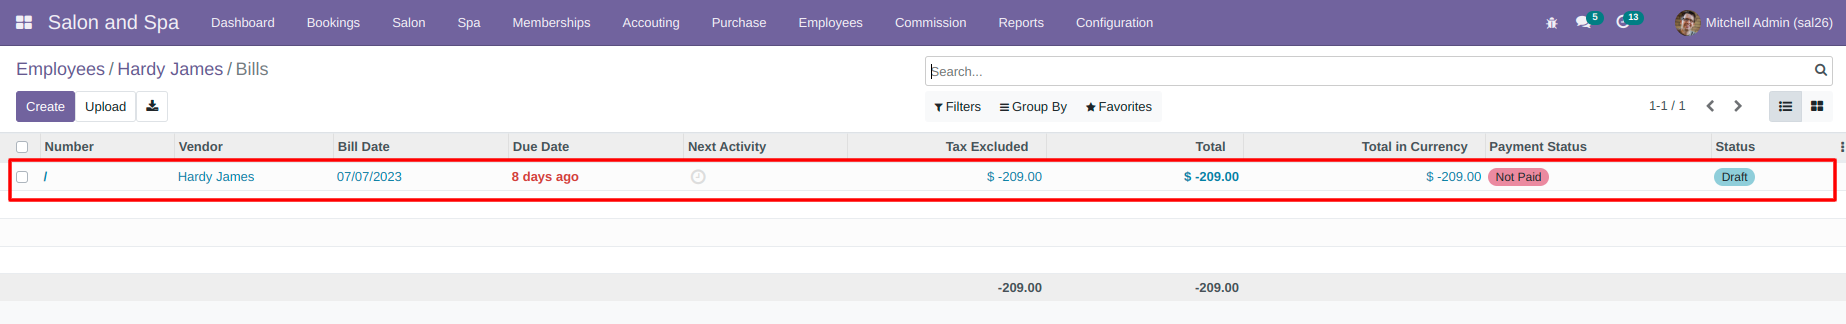 Salon and Spa Dashboard Bookings Salon Spa Memberships Accouting Purchase Employees Commission Reports Configuration 5 13 Mitchell Admin (sal26)
Employees / Hardy James / Bills Search...
Create Upload Filters Group By Favorites 1-1 / 1
Number Vendor Bill Date Due Date Next Activity Tax Excluded Total Total in Currency Payment Status Status
/ Hardy James 07/07/2023 8 days ago $ -209.00 $ -209.00 $ -209.00 Not Paid Draft
-209.00 -209.00